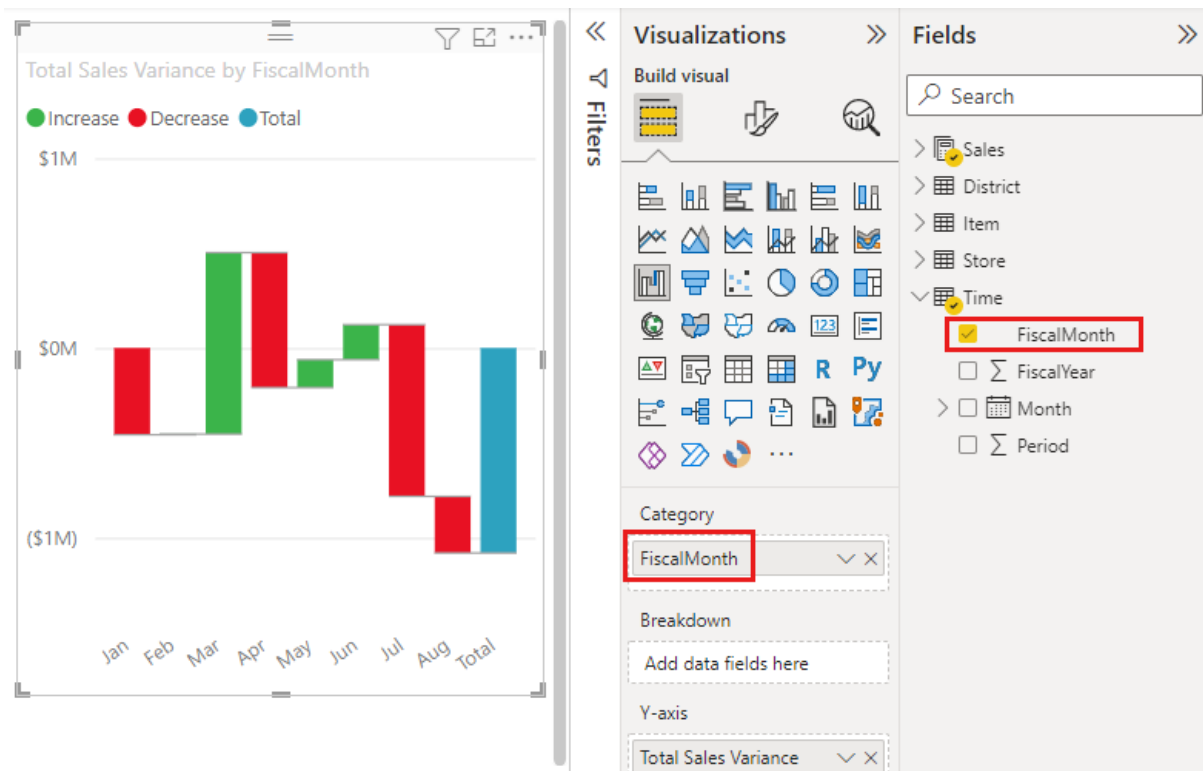 Total Sales Variance by FiscalMonth
Increase Decrease Total
$1M
$0M
($1M)
Jan Feb Mar Apr May Jun Jul Aug Total
Filters
Visualizations
Build visual
123
R Py
Category
FiscalMonth
Breakdown
Add data fields here
Y-axis
Total Sales Variance
Fields
Search
Sales
District
Item
Store
Time
FiscalMonth
FiscalYear
Month
Period